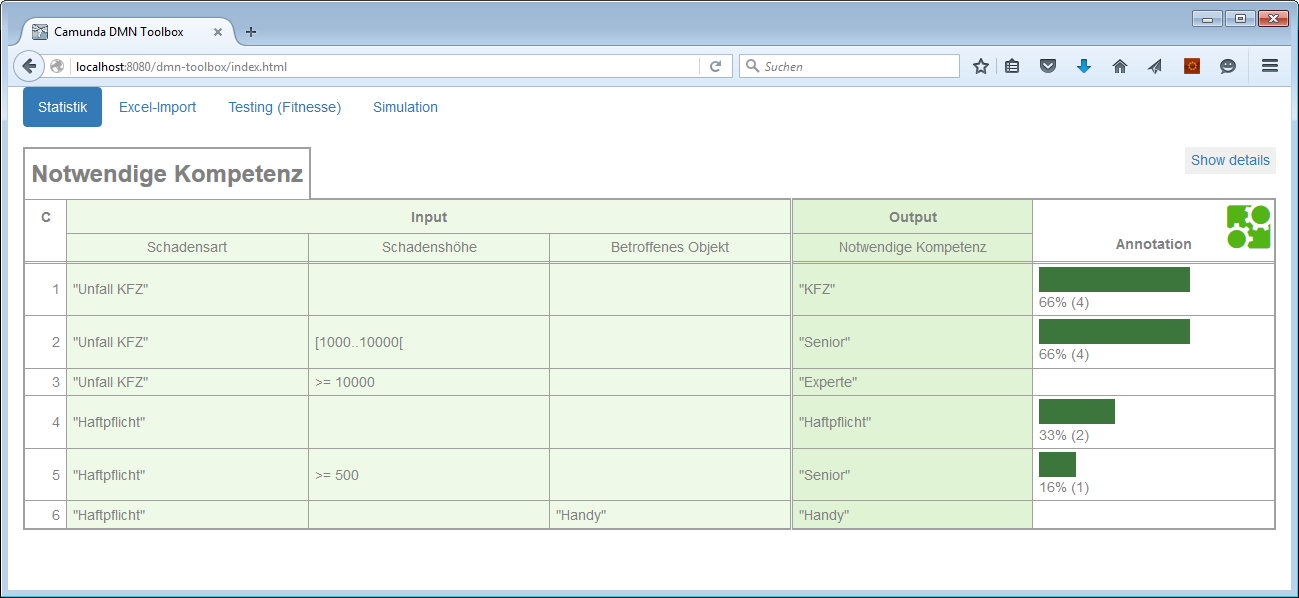 Camunda DMN Toolbox
localhost:8080/dmn-toolbox/index.html
Suchen
Statistik Excel-Import Testing (Fitnesse) Simulation
Notwendige Kompetenz
Show details
C Input Output Annotation
Schadensart Schadenshöhe Betroffenes Objekt Notwendige Kompetenz
1 "Unfall KFZ" "KFZ"
66% (4)
2 "Unfall KFZ" [1000..10000[ "Senior"
66% (4)
3 "Unfall KFZ" >= 10000 "Experte"
4 "Haftpflicht" "Haftpflicht"
33% (2)
5 "Haftpflicht" >= 500 "Senior"
16% (1)
6 "Haftpflicht" "Handy" "Handy"